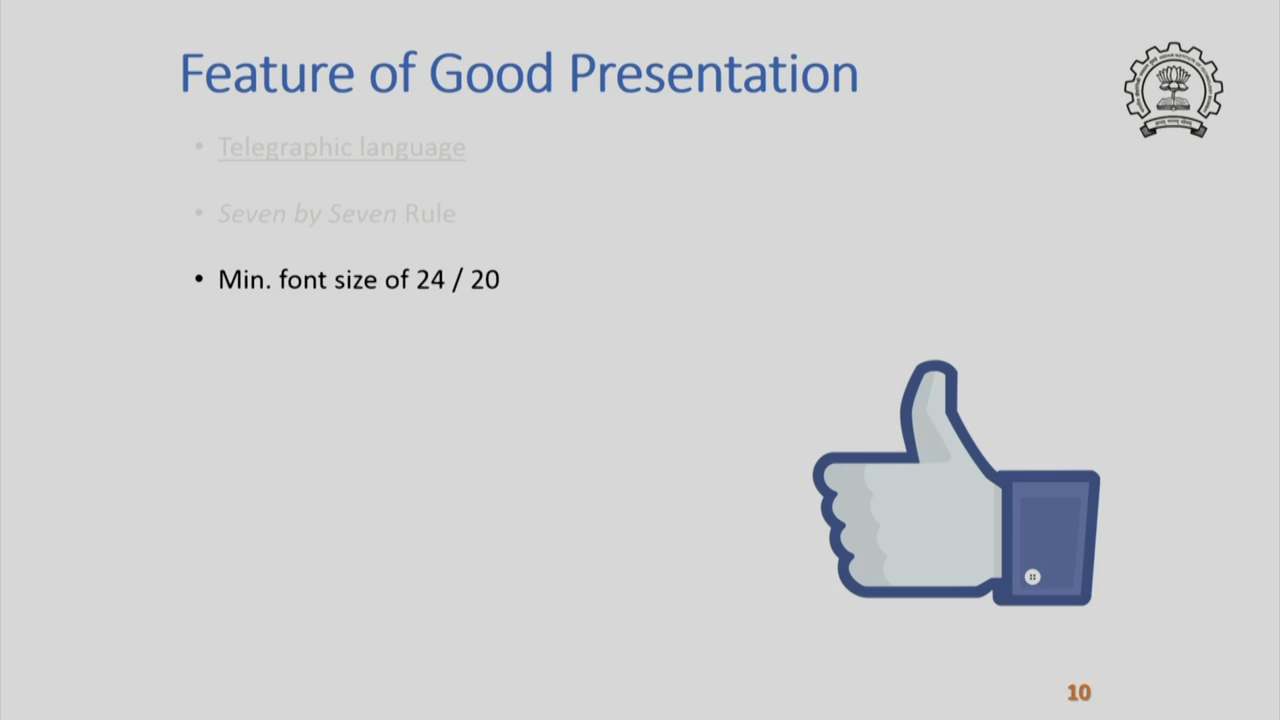 Feature of Good Presentation
• Telegraphic language
• Seven by Seven Rule
• Min. font size of 24 / 20
10